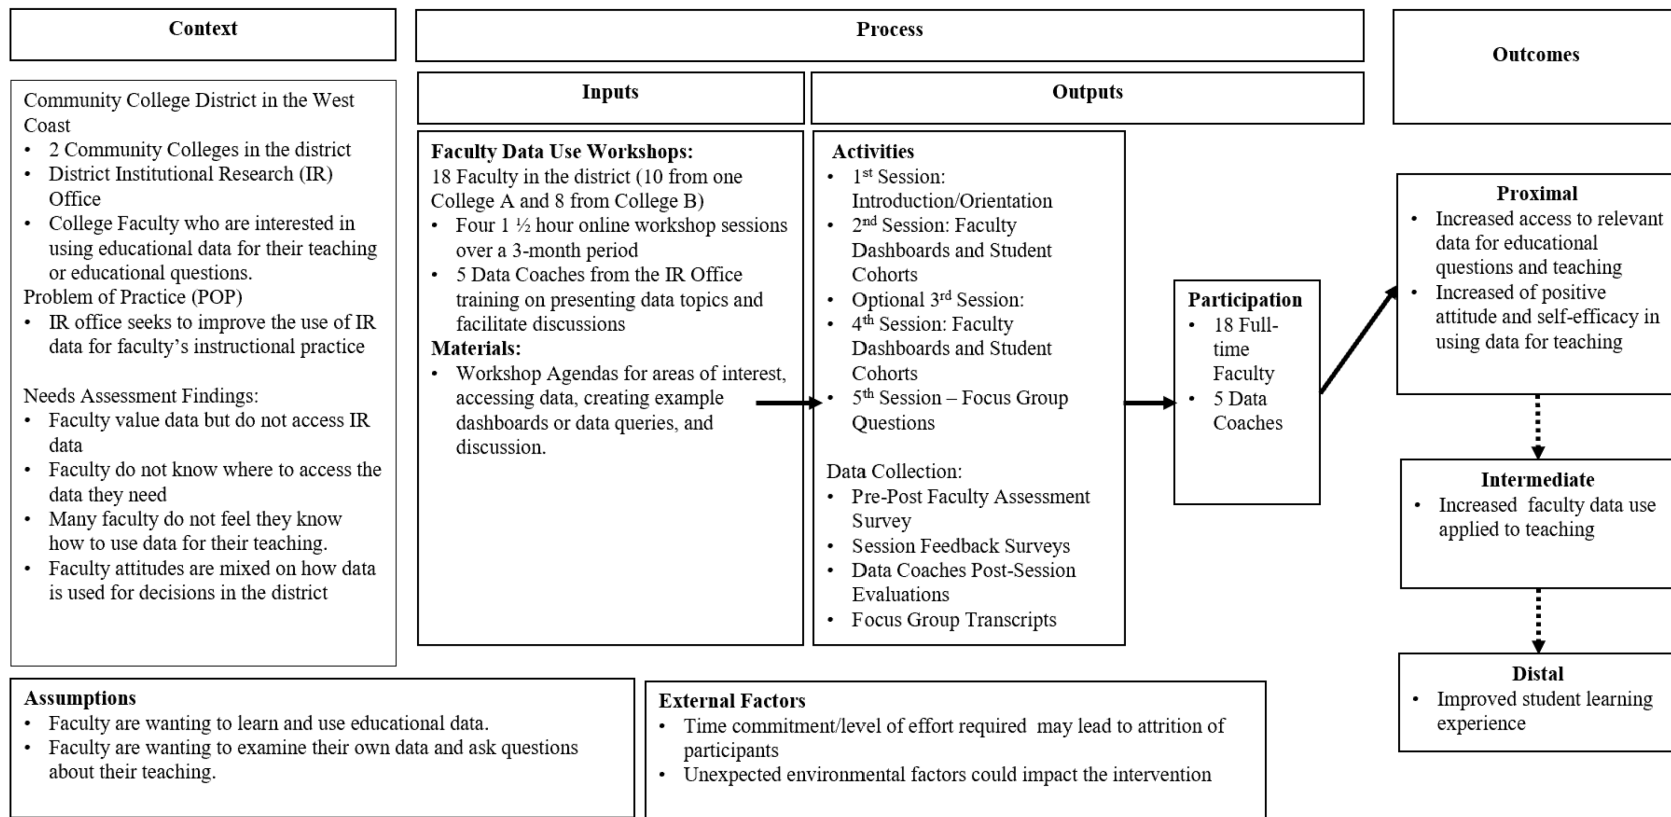 Context
Process
Outcomes
Inputs
Outputs
Community College District in the West
Coast
• 2 Community Colleges in the district
• District Institutional Research (IR)
Office
• College Faculty who are interested in
using educational data for their teaching
or educational questions.
Problem of Practice (POP)
• IR office seeks to improve the use of IR
data for faculty's instructional practice
Needs Assessment Findings:
• Faculty value data but do not access IR
data
• Faculty do not know where to access the
data they need
• Many faculty do not feel they know
how to use data for their teaching.
• Faculty attitudes are mixed on how data
is used for decisions in the district
Faculty Data Use Workshops:
18 Faculty in the district (10 from one
College A and 8 from College B)
• Four 1 ½ hour online workshop sessions
over a 3-month period
• 5 Data Coaches from the IR Office
training on presenting data topics and
facilitate discussions
Materials:
• Workshop Agendas for areas of interest,
accessing data, creating example
dashboards or data queries, and
discussion.
Activities
• 1st Session:
Introduction/Orientation
• 2nd Session: Faculty
Dashboards and Student
Cohorts
• Optional 3rd Session:
• 4th Session: Faculty
Dashboards and Student
Cohorts
• 5th Session – Focus Group
Questions
Data Collection:
• Pre-Post Faculty Assessment
Survey
• Session Feedback Surveys
• Data Coaches Post-Session
Evaluations
• Focus Group Transcripts
Participation
• 18 Full-
time
Faculty
• 5 Data
Coaches
Proximal
• Increased access to relevant
data for educational
questions and teaching
• Increased of positive
attitude and self-efficacy in
using data for teaching
Intermediate
• Increased faculty data use
applied to teaching
Distal
• Improved student learning
experience
Assumptions
• Faculty are wanting to learn and use educational data.
• Faculty are wanting to examine their own data and ask questions
about their teaching.
External Factors
• Time commitment/level of effort required may lead to attrition of
participants
• Unexpected environmental factors could impact the intervention